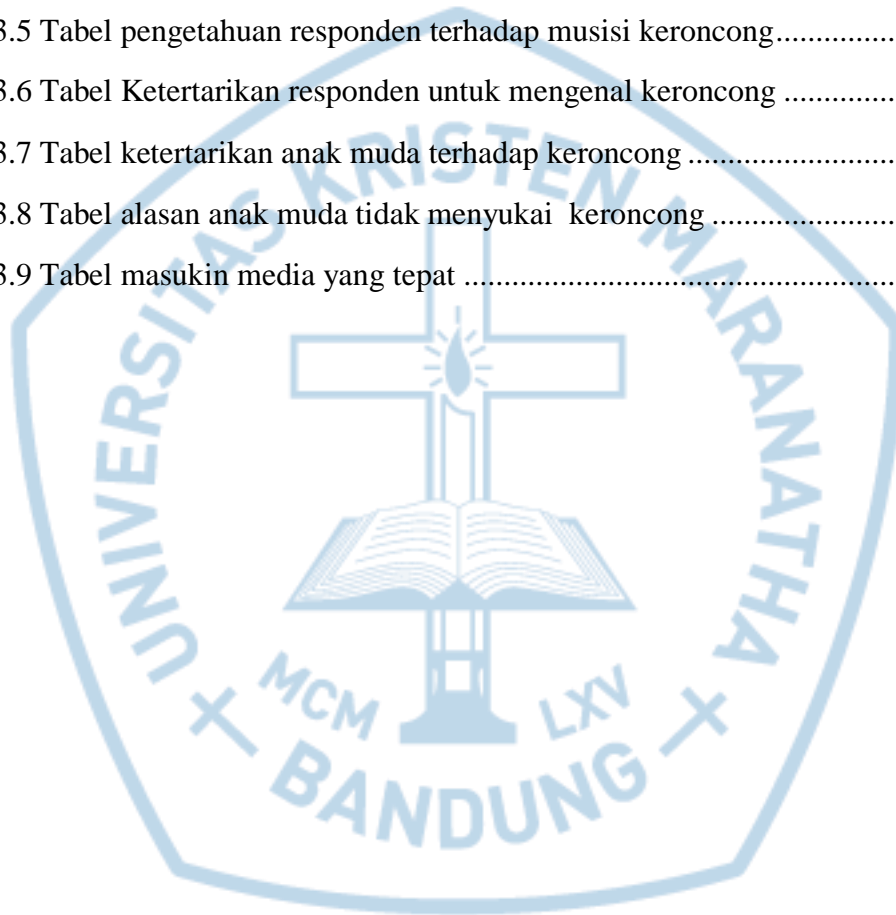 3.5 Tabel pengetahuan responden terhadap musisi keroncong...............
3.6 Tabel Ketertarikan responden untuk mengenal keroncong ..............
3.7 Tabel ketertarikan anak muda terhadap keroncong ..........................
3.8 Tabel alasan anak muda tidak menyukai  keroncong .......................
3.9 Tabel masukin media yang tepat ......................................................
UNIVERSITAS KRISTEN MARANATHA
MCM LXV
BANDUNG